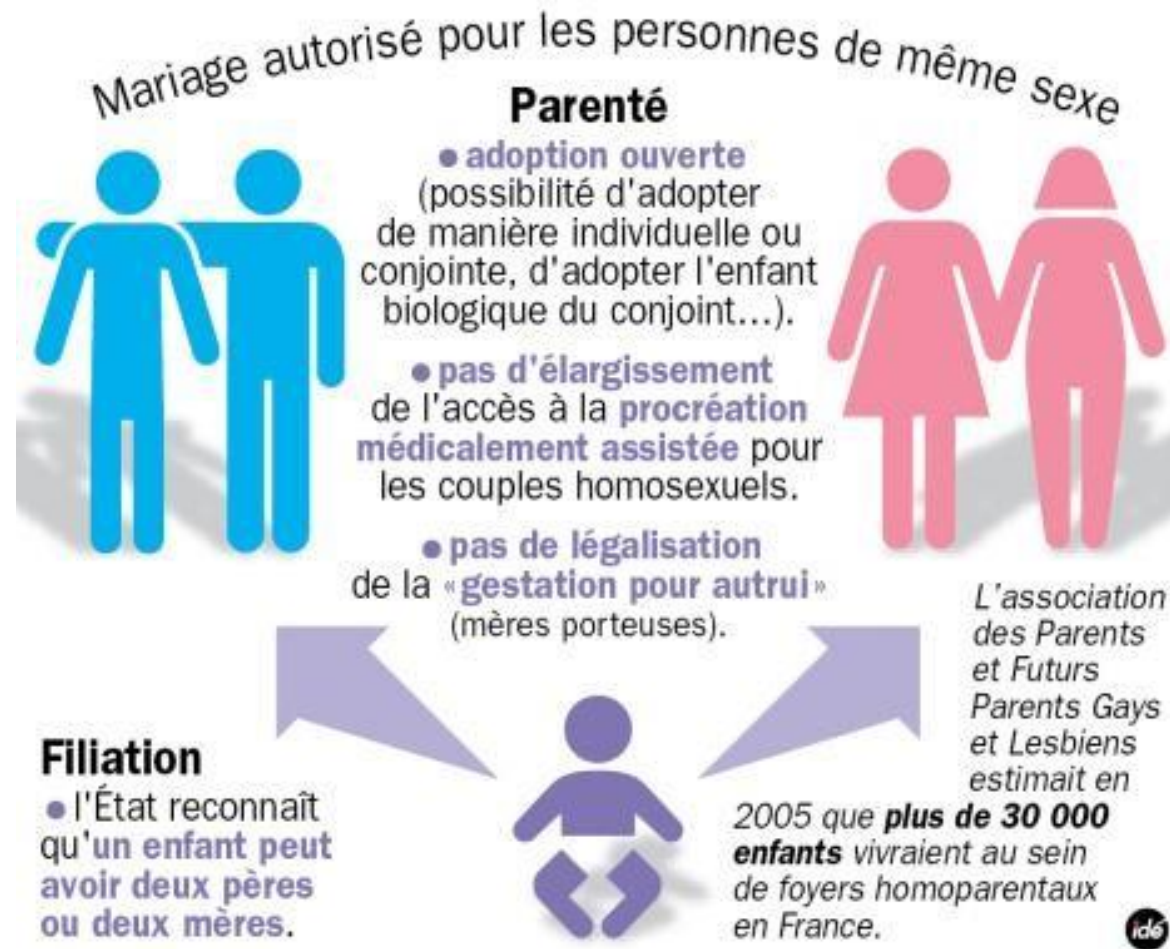 Mariage autorisé pour les personnes de même sexe
Parenté
• adoption ouverte
(possibilité d'adopter
de manière individuelle ou
conjointe, d'adopter l'enfant
biologique du conjoint...).
• pas d'élargissement
de l'accès à la procréation
médicalement assistée pour
les couples homosexuels.
• pas de légalisation
de la «gestation pour autrui»
(mères porteuses).
Filiation
• l'État reconnaît
qu'un enfant peut
avoir deux pères
ou deux mères.
L'association
des Parents
et Futurs
Parents Gays
et Lesbiens
estimait en
2005 que plus de 30 000
enfants vivraient au sein
de foyers homoparentaux
en France.
idé